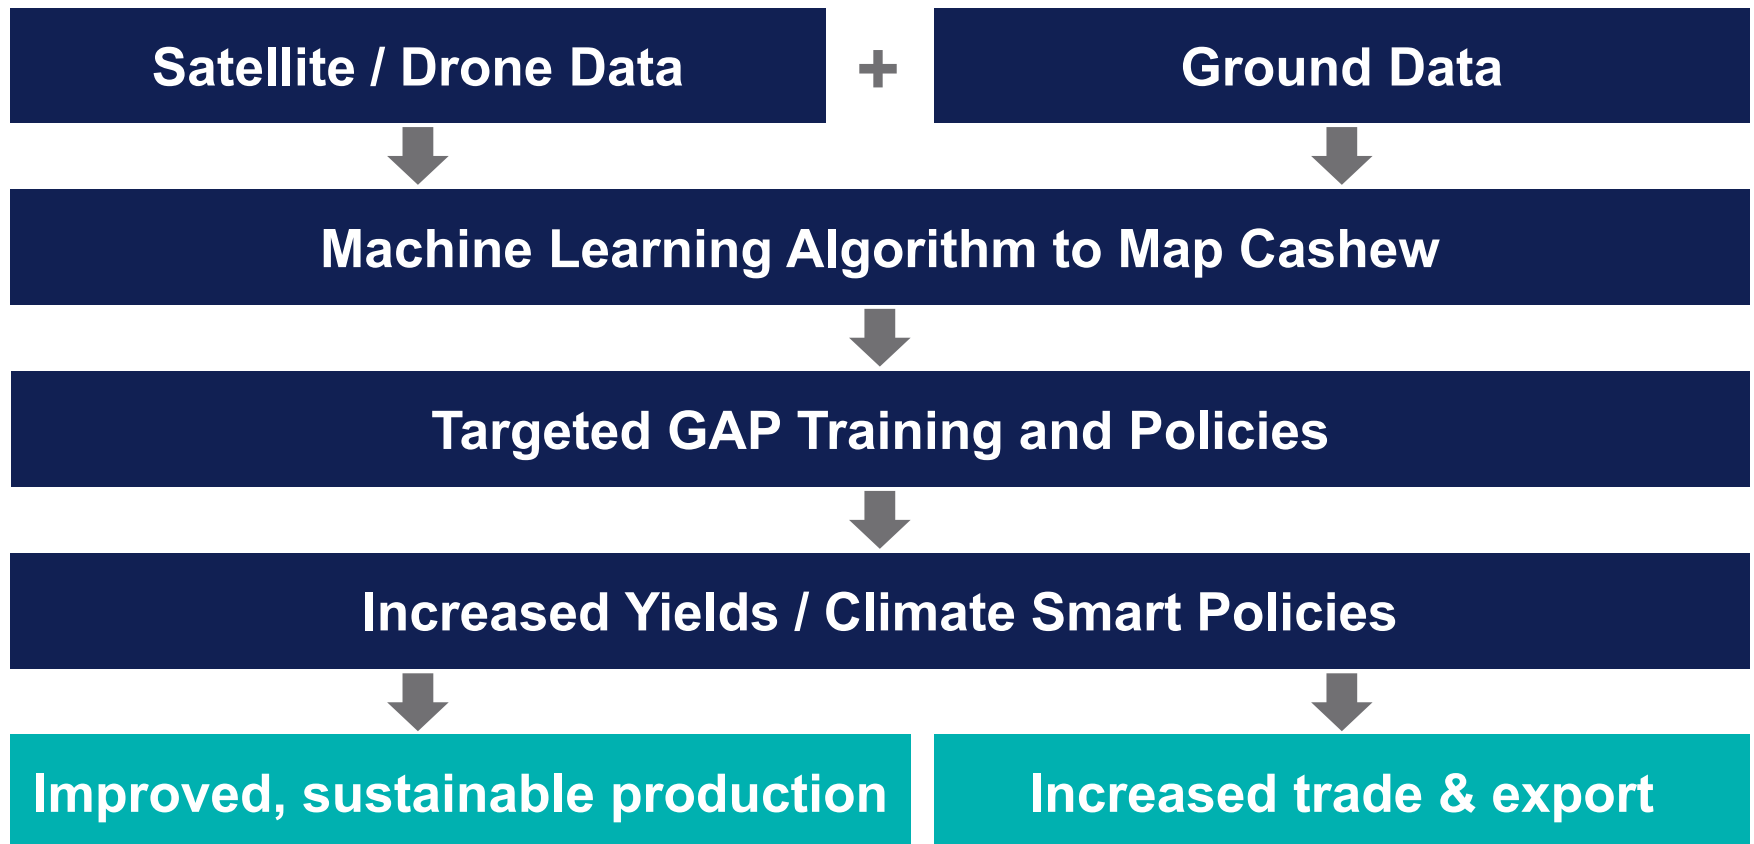 Satellite / Drone Data
+
Ground Data
Machine Learning Algorithm to Map Cashew
Targeted GAP Training and Policies
Increased Yields / Climate Smart Policies
Improved, sustainable production
Increased trade & export